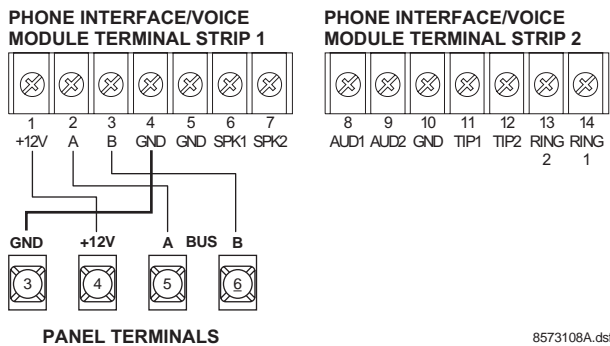 PHONE INTERFACE/VOICE
MODULE TERMINAL STRIP 1
1 2 3 4 5 6 7
+12V A B GND GND SPK1 SPK2
PHONE INTERFACE/VOICE
MODULE TERMINAL STRIP 2
8 9 10 11 12 13 14
AUD1 AUD2 GND TIP1 TIP2 RING RING
2 1
GND +12V A BUS B
3 4 5 6
PANEL TERMINALS
8573108A.dsf